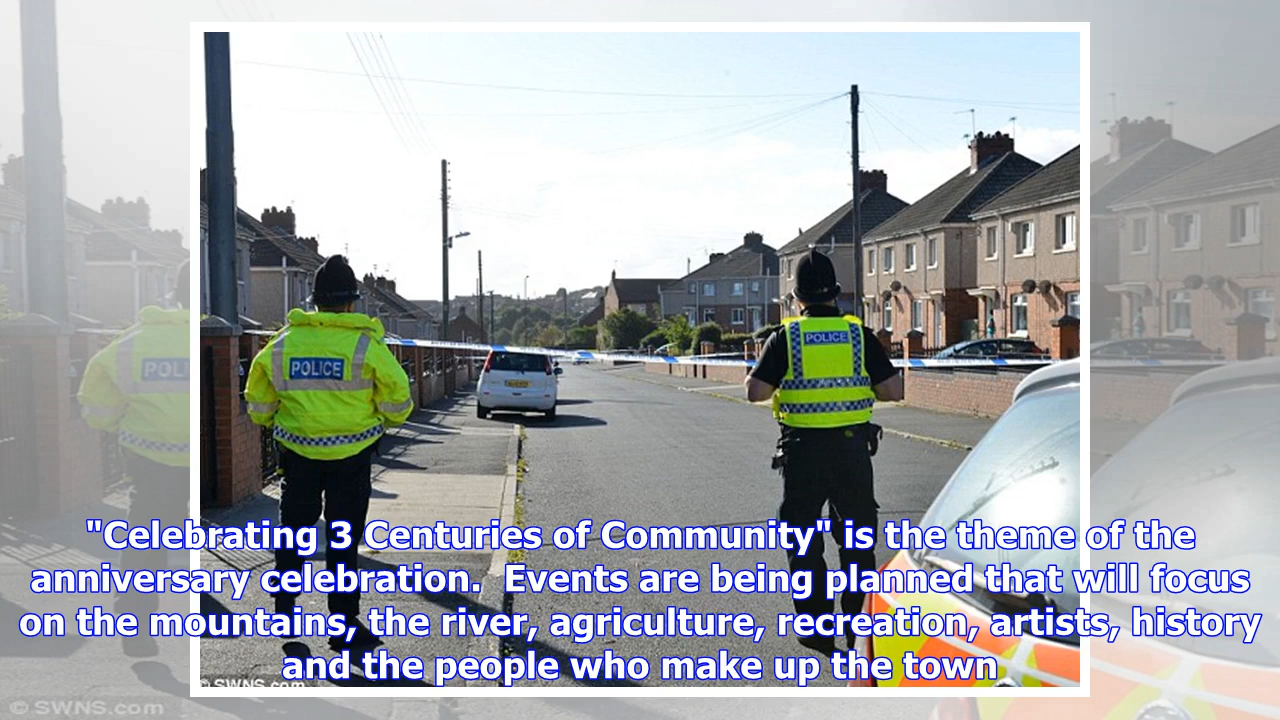 POLICE
POLICE
POL
"Celebrating 3 Centuries of Community" is the theme of the
anniversary celebration.  Events are being planned that will focus
on the mountains, the river, agriculture, recreation, artists, history
and the people who make up the town
© SWNS.com
© SWNS.com